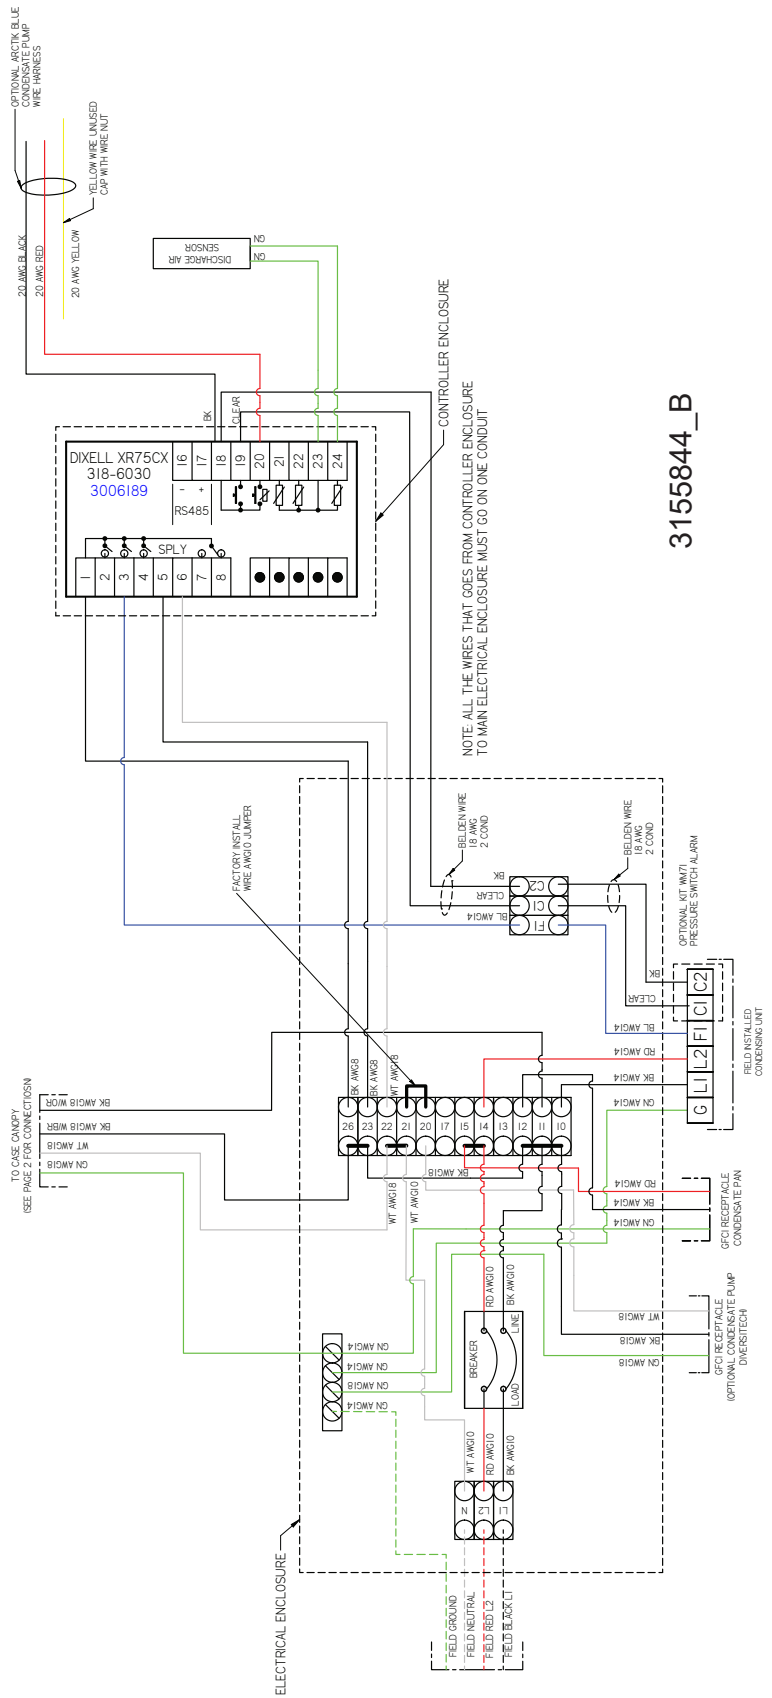 OPTIONAL ARCTIK BLUE
CONDENSATE PUMP
WIRE HARNESS
YELLOW WIRE UNUSED
CAP WITH WIRE NUT
20 AWG BLACK
20 AWG RED
20 AWG YELLOW
DISCHARGE AIR
SENSOR
GN
GN
BK
CLEAR
CONTROLLER ENCLOSURE
DIXELL XR75CX
318-6030
3006189
16
17
18
19
20
21
22
23
24
- +
RS485
SPLY
1
2
3
4
5
6
7
8
NOTE: ALL THE WIRES THAT GOES FROM CONTROLLER ENCLOSURE
TO MAIN ELECTRICAL ENCLOSURE MUST GO ON ONE CONDUIT
3155844_B
FACTORY INSTALL
WIRE AWG10 JUMPER
BELDEN WIRE
18 AWG
2 COND
BK
CLEAR
BL AWG14
C2
C1
F1
BELDEN WIRE
18 AWG
2 COND
OPTIONAL KIT WM71
PRESSURE SWITCH ALARM
BK
CLEAR
BL AWG14
RD AWG14
BK AWG14
GN AWG14
G
L1
L2
F1
C1
C2
FIELD INSTALLED
CONDENSING UNIT
TO CASE CANOPY
(SEE PAGE 2 FOR CONNECTIOSN)
BK AWG18 W/OR
BK AWG18 W/BR
WT AWG18
GN AWG18
BK AWG8
BK AWG8
WT AWG18
26
23
22
21
20
17
15
14
13
12
11
10
WT AWG18
WT AWG10
BK AWG18
RD AWG14
BK AWG14
GN AWG14
GFCI RECEPTACLE
CONDENSATE PAN
WT AWG18
BK AWG18
GN AWG18
GFCI RECEPTACLE
(OPTIONAL CONDENSATE PUMP
DIVERSITECH)
GN AWG14
GN AWG14
GN AWG18
GN AWG14
RD AWG10
BK AWG10
BREAKER
LINE
LOAD
WT AWG10
RD AWG10
BK AWG10
N
L2
L1
ELECTRICAL ENCLOSURE
FIELD GROUND
FIELD NEUTRAL
FIELD RED L2
FIELD BLACK L1